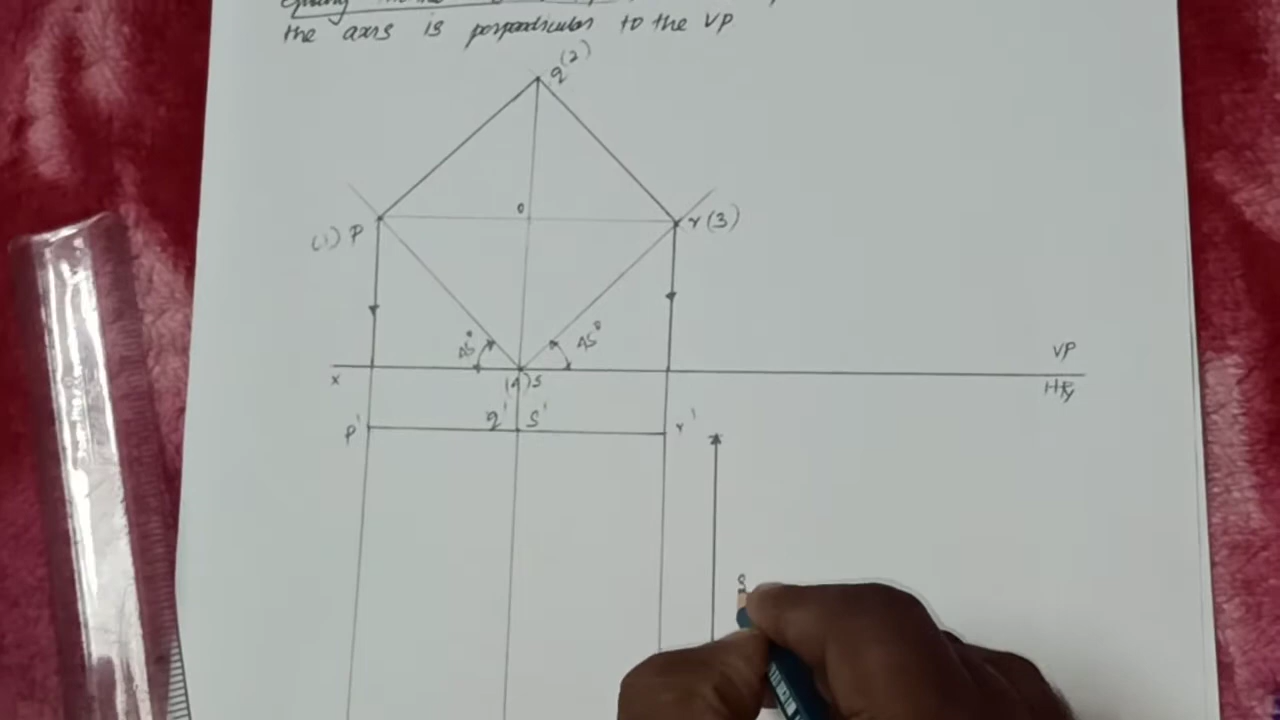 the axis is perpendicular to the VP
q(2)
o
(1) P
r(3)
45°
45°
VP
X
(4)S
HP
q' S'
P'
r'